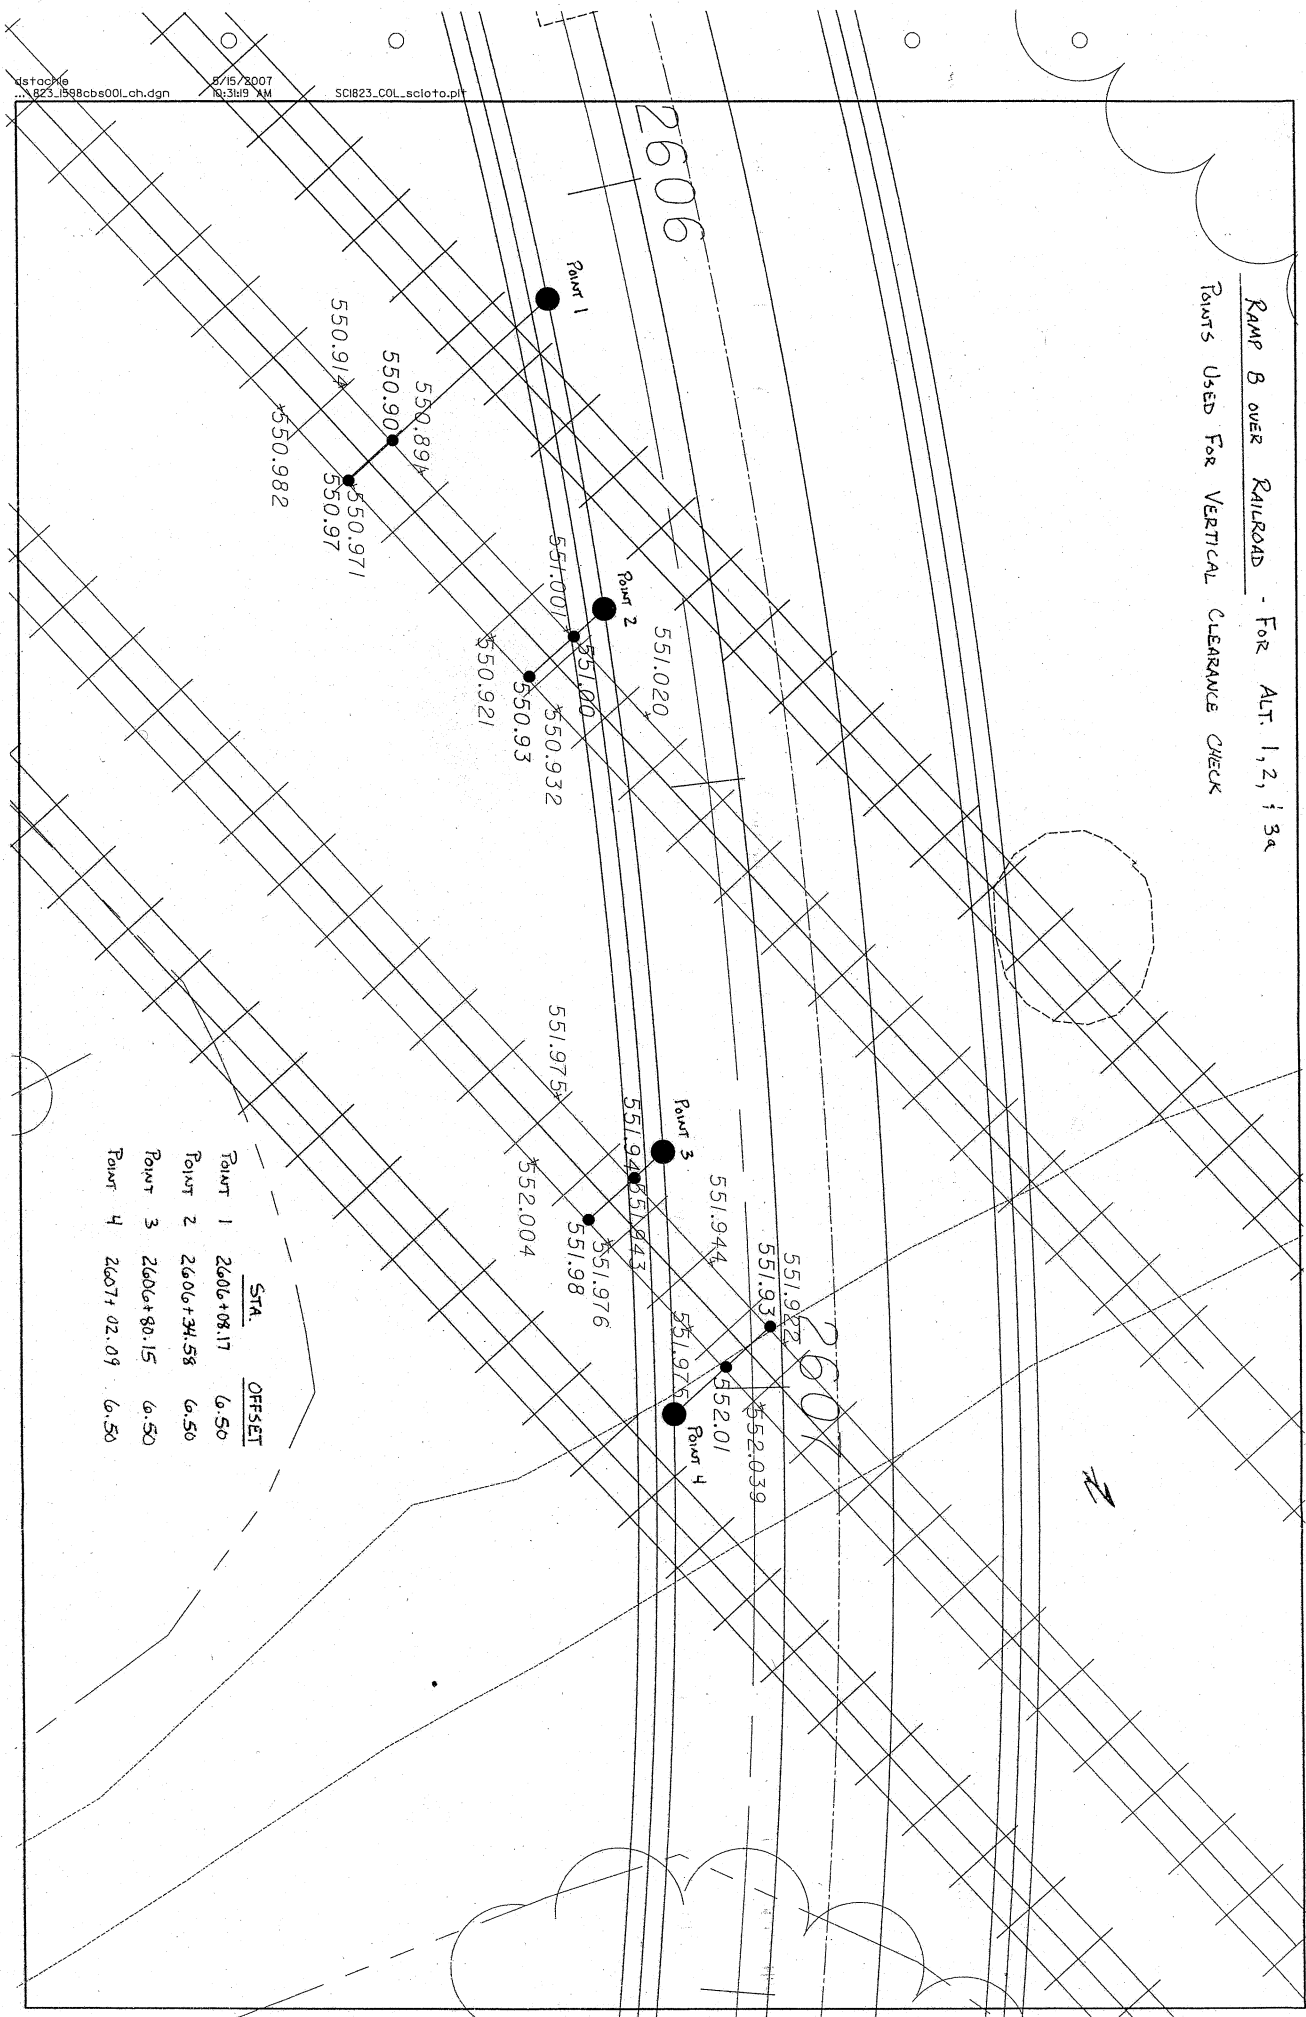 dstachle
5/15/2007
...\823_1598cbs001_ch.dgn
10:31:19 AM
SCI823_COL_scioto.plt
RAMP B OVER RAILROAD - FOR ALT. 1, 2, & 3a
POINTS USED FOR VERTICAL CLEARANCE CHECK
2606
POINT 1
550.914
550.90
550.894
550.982
550.97
550.971
POINT 2
551.001
551.00
551.020
550.921
550.93
550.932
POINT 3
551.975
551.94
551.943
551.944
552.004
551.98
551.976
551.93
551.922
2607
551.976
552.01
552.039
POINT 4
STA. OFFSET
POINT 1 2606+08.17 6.50
POINT 2 2606+34.58 6.50
POINT 3 2606+80.15 6.50
POINT 4 2607+02.09 6.50
N